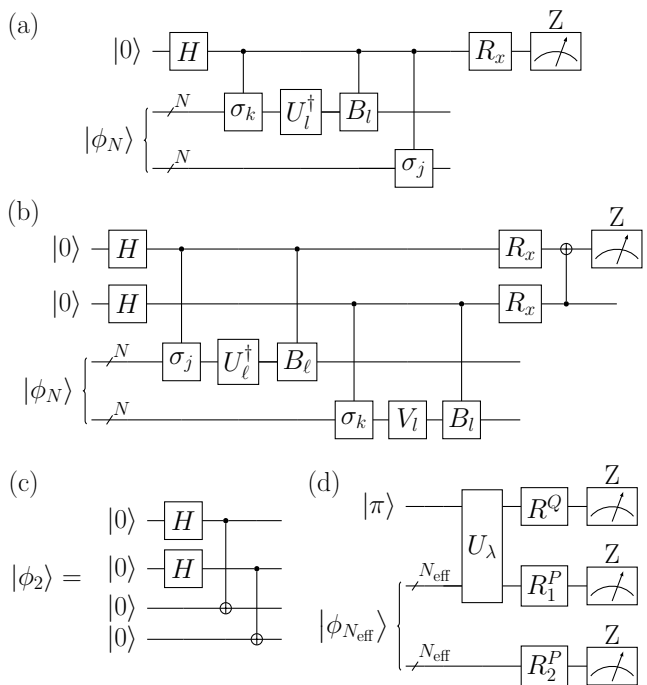 (a)
Z
|0⟩ H R_x
|ϕ_N⟩ N σ_k U_l^† B_l
N σ_j
(b)
Z
|0⟩ H R_x
|0⟩ H R_x
|ϕ_N⟩ N σ_j U_ℓ^† B_ℓ
N σ_k V_l B_l
(c)
|0⟩ H
|ϕ_2⟩ = |0⟩ H
|0⟩
|0⟩
(d)
Z
|π⟩ U_λ R^Q
Z
|ϕ_{N_eff}⟩ N_eff R_1^P
Z
N_eff R_2^P